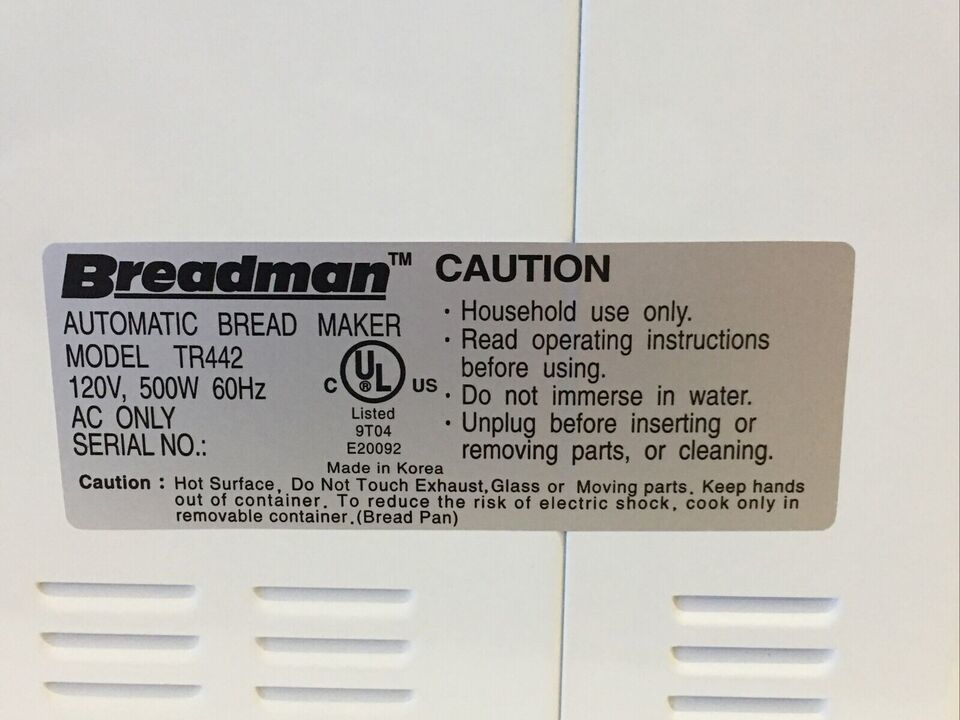 Breadman™
AUTOMATIC BREAD MAKER
MODEL TR442
120V, 500W 60Hz
AC ONLY
SERIAL NO.:
C UL ® US
Listed
9T04
E20092
Made in Korea
CAUTION
· Household use only.
· Read operating instructions
before using.
· Do not immerse in water.
· Unplug before inserting or
removing parts, or cleaning.
Caution : Hot Surface, Do Not Touch Exhaust,Glass or Moving parts. Keep hands
out of container. To reduce the risk of electric shock, cook only in
removable container.(Bread Pan)